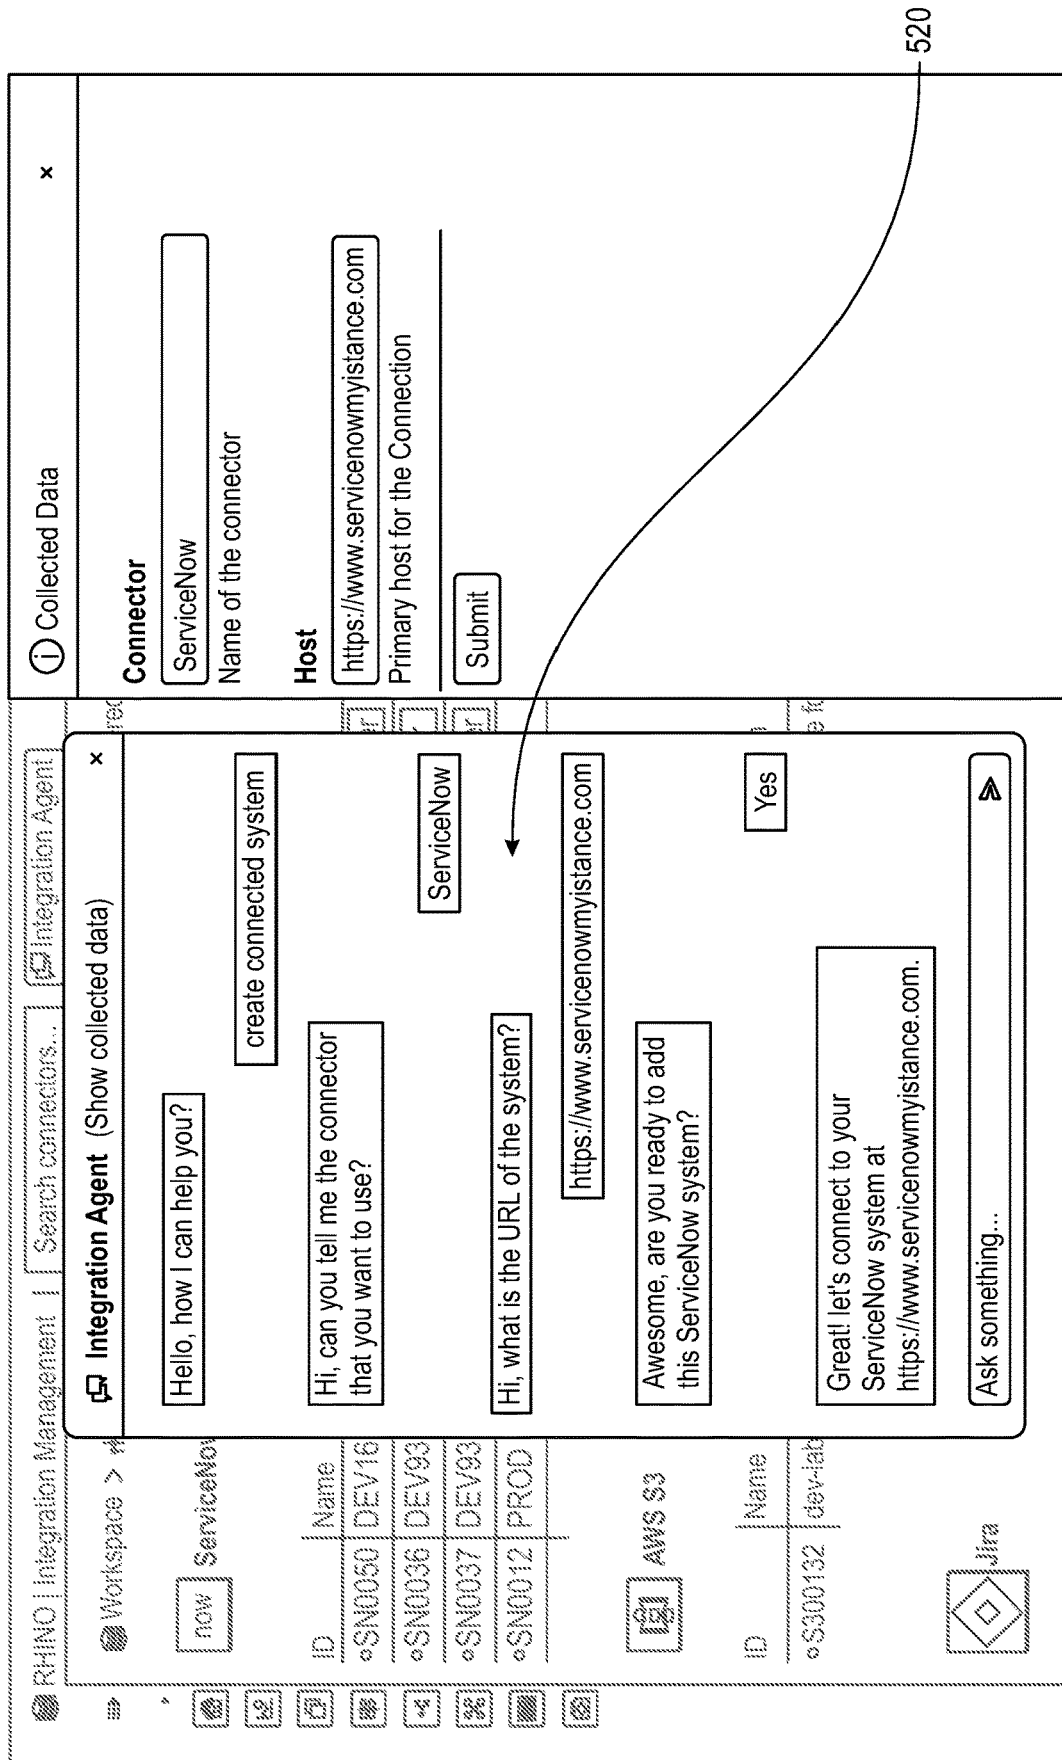 RHINO | Integration Management |
Search connectors...
Integration Agent
Workspace >
now
ServiceNow
ID
Name
SN0050
DEV16
SN0036
DEV93
SN0037
DEV93
SN0012
PROD
AWS S3
ID
Name
S300132
dev-lab
Jira
Integration Agent (Show collected data)
×
Hello, how I can help you?
create connected system
Hi, can you tell me the connector
that you want to use?
ServiceNow
Hi, what is the URL of the system?
https://www.servicenowmyistance.com
Awesome, are you ready to add
this ServiceNow system?
Yes
Great! let's connect to your
ServiceNow system at
https://www.servicenowmyistance.com.
Ask something...
Collected Data
×
Connector
ServiceNow
Name of the connector
Host
https://www.servicenowmyistance.com
Primary host for the Connection
Submit
520